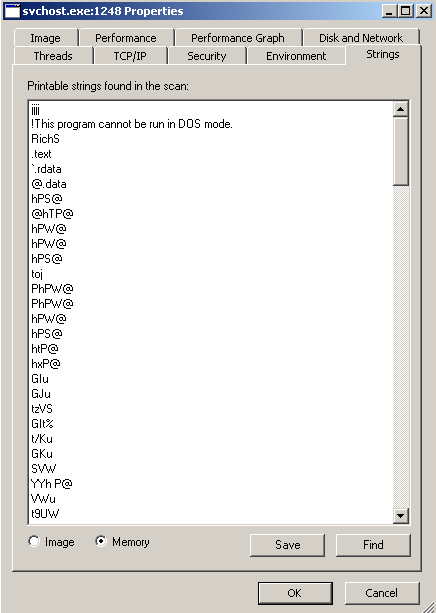 svchost.exe:1248 Properties
Image Performance Performance Graph Disk and Network
Threads TCP/IP Security Environment Strings
Printable strings found in the scan:
!This program cannot be run in DOS mode.
RichS
.text
`.rdata
@.data
hPS@
@hTP@
hPW@
hPW@
hPS@
toj
PhPW@
PhPW@
hPW@
hPS@
htP@
hxP@
GIu
GJu
tzVS
GIt%
t/Ku
GKu
SVW
YYh P@
VWu
t9UW
Image Memory Save Find
OK Cancel